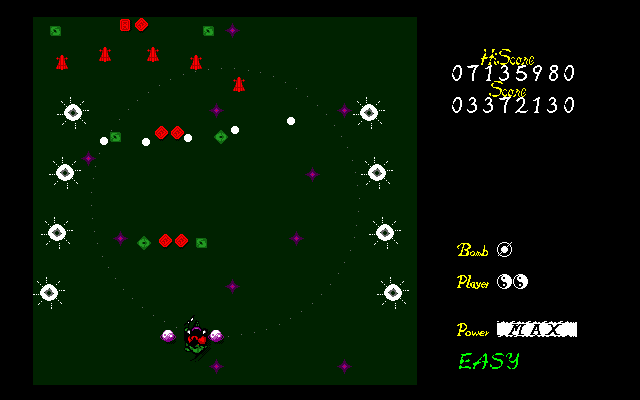 HiScore
07135980
Score
03372130
Bomb
Player
Power MAX
EASY